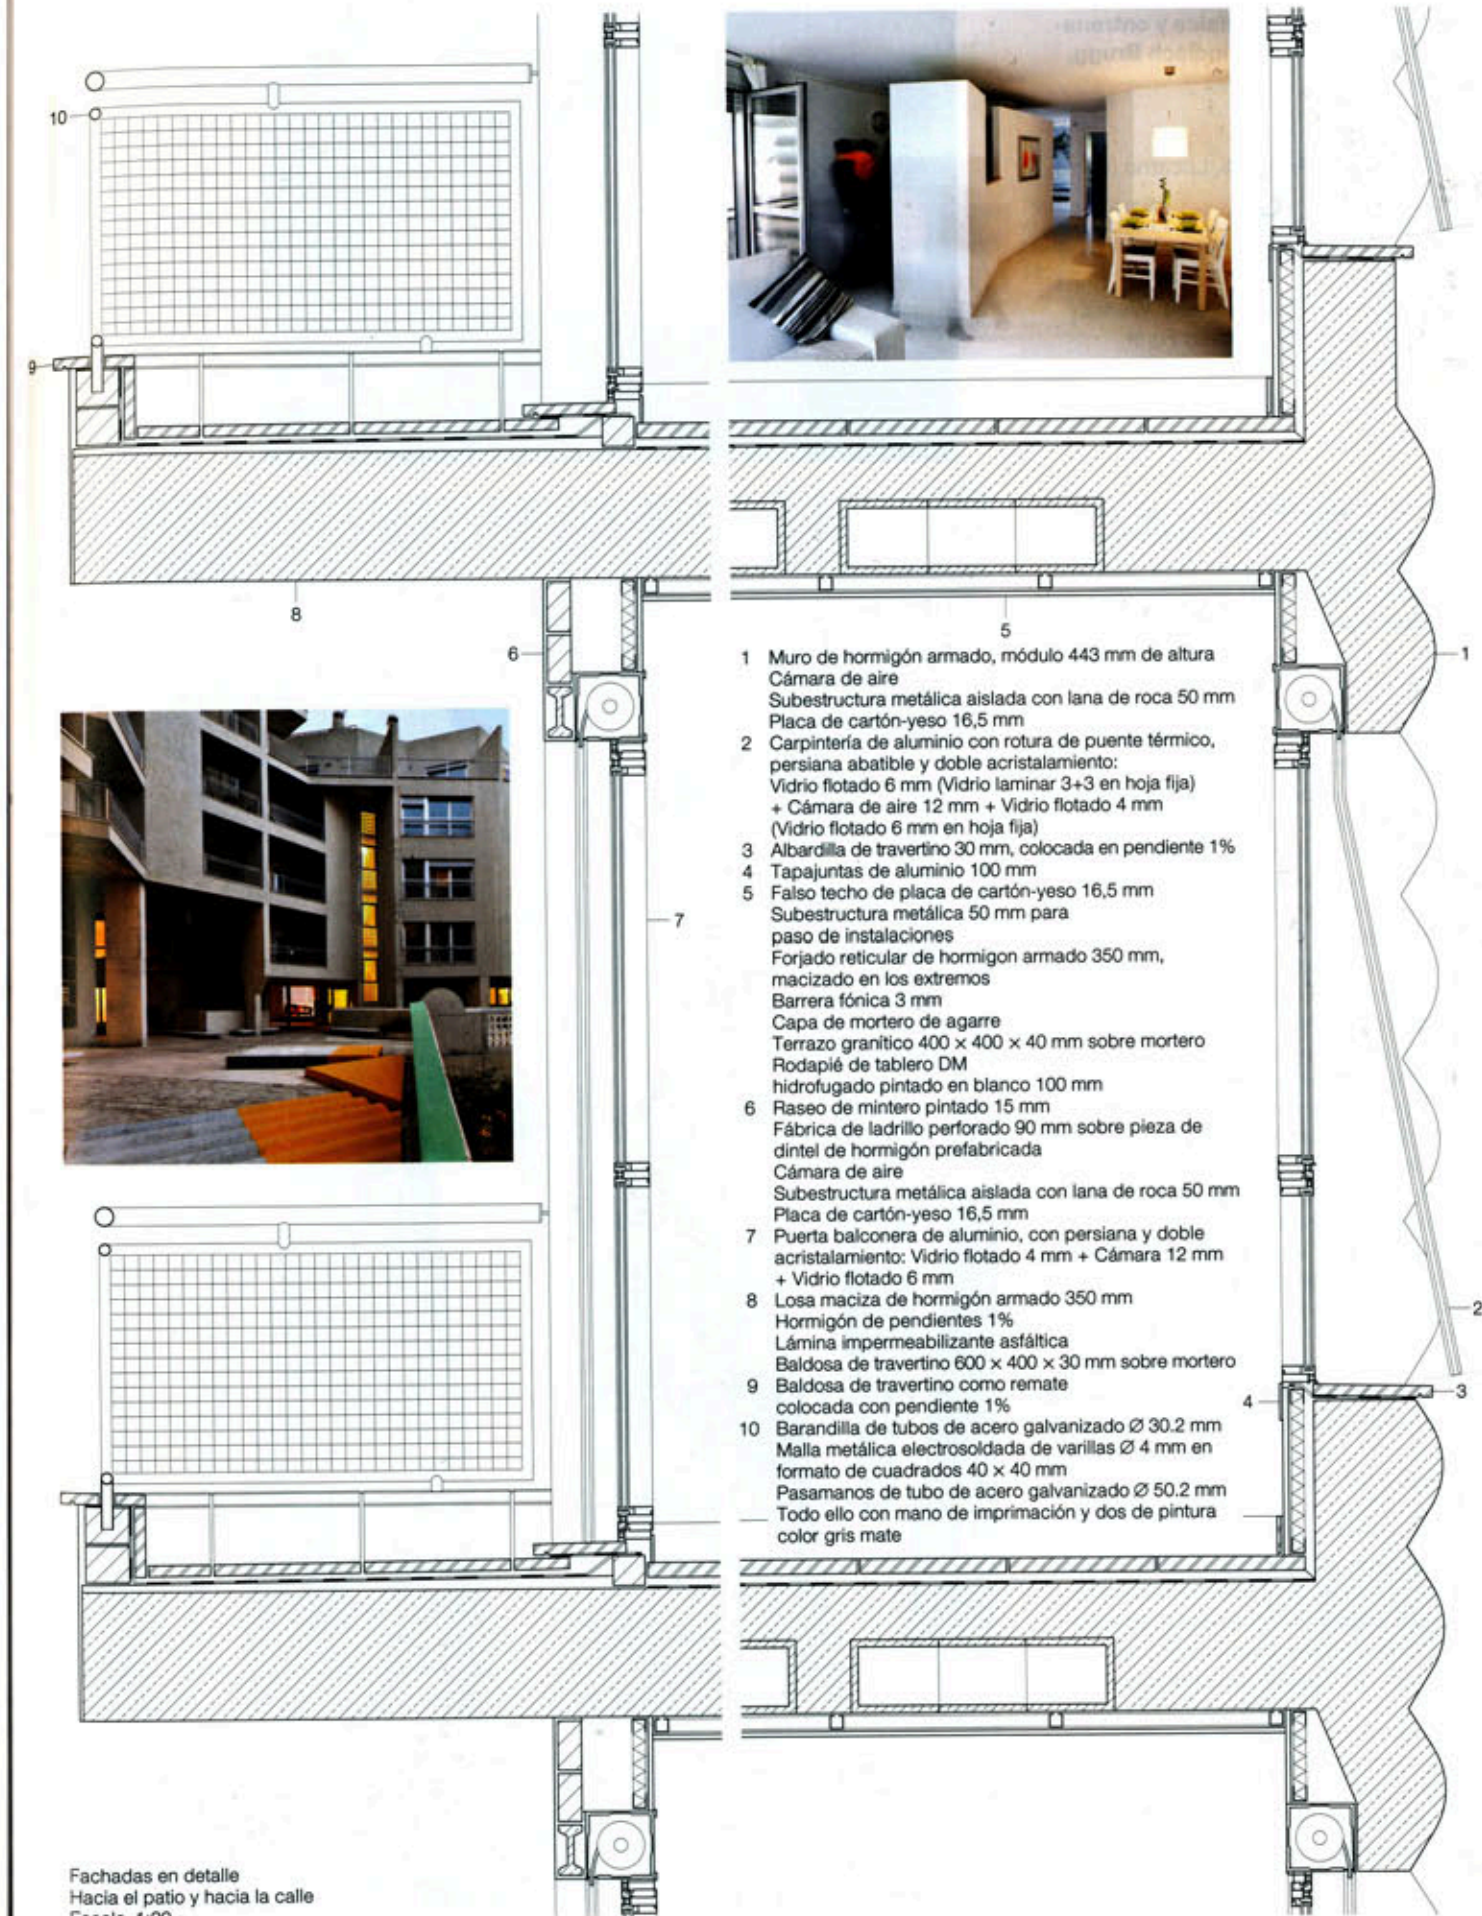 10
9
8
6
5
7
1
2
3
4
1 Muro de hormigón armado, módulo 443 mm de altura
Cámara de aire
Subestructura metálica aislada con lana de roca 50 mm
Placa de cartón-yeso 16,5 mm
2 Carpintería de aluminio con rotura de puente térmico,
persiana abatible y doble acristalamiento:
Vidrio flotado 6 mm (Vidrio laminar 3+3 en hoja fija)
+ Cámara de aire 12 mm + Vidrio flotado 4 mm
(Vidrio flotado 6 mm en hoja fija)
3 Albardilla de travertino 30 mm, colocada en pendiente 1%
4 Tapajuntas de aluminio 100 mm
5 Falso techo de placa de cartón-yeso 16,5 mm
Subestructura metálica 50 mm para
paso de instalaciones
Forjado reticular de hormigon armado 350 mm,
macizado en los extremos
Barrera fónica 3 mm
Capa de mortero de agarre
Terrazo granítico 400 × 400 × 40 mm sobre mortero
Rodapié de tablero DM
hidrofugado pintado en blanco 100 mm
6 Raseo de mintero pintado 15 mm
Fábrica de ladrillo perforado 90 mm sobre pieza de
dintel de hormigón prefabricada
Cámara de aire
Subestructura metálica aislada con lana de roca 50 mm
Placa de cartón-yeso 16,5 mm
7 Puerta balconera de aluminio, con persiana y doble
acristalamiento: Vidrio flotado 4 mm + Cámara 12 mm
+ Vidrio flotado 6 mm
8 Losa maciza de hormigón armado 350 mm
Hormigón de pendientes 1%
Lámina impermeabilizante asfáltica
Baldosa de travertino 600 × 400 × 30 mm sobre mortero
9 Baldosa de travertino como remate
colocada con pendiente 1%
10 Barandilla de tubos de acero galvanizado Ø 30.2 mm
Malla metálica electrosoldada de varillas Ø 4 mm en
formato de cuadrados 40 × 40 mm
Pasamanos de tubo de acero galvanizado Ø 50.2 mm
Todo ello con mano de imprimación y dos de pintura
color gris mate
Fachadas en detalle
Hacia el patio y hacia la calle